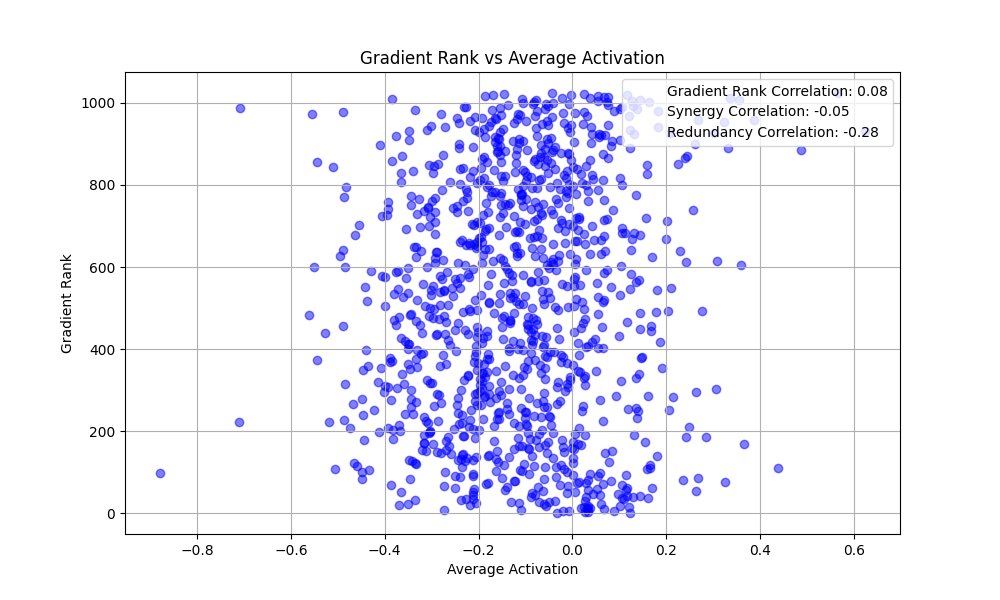 Gradient Rank vs Average Activation
Gradient Rank Correlation: 0.08
Synergy Correlation: -0.05
Redundancy Correlation: -0.28
1000
800
600
400
200
0
Gradient Rank
−0.8 −0.6 −0.4 −0.2 0.0 0.2 0.4 0.6
Average Activation